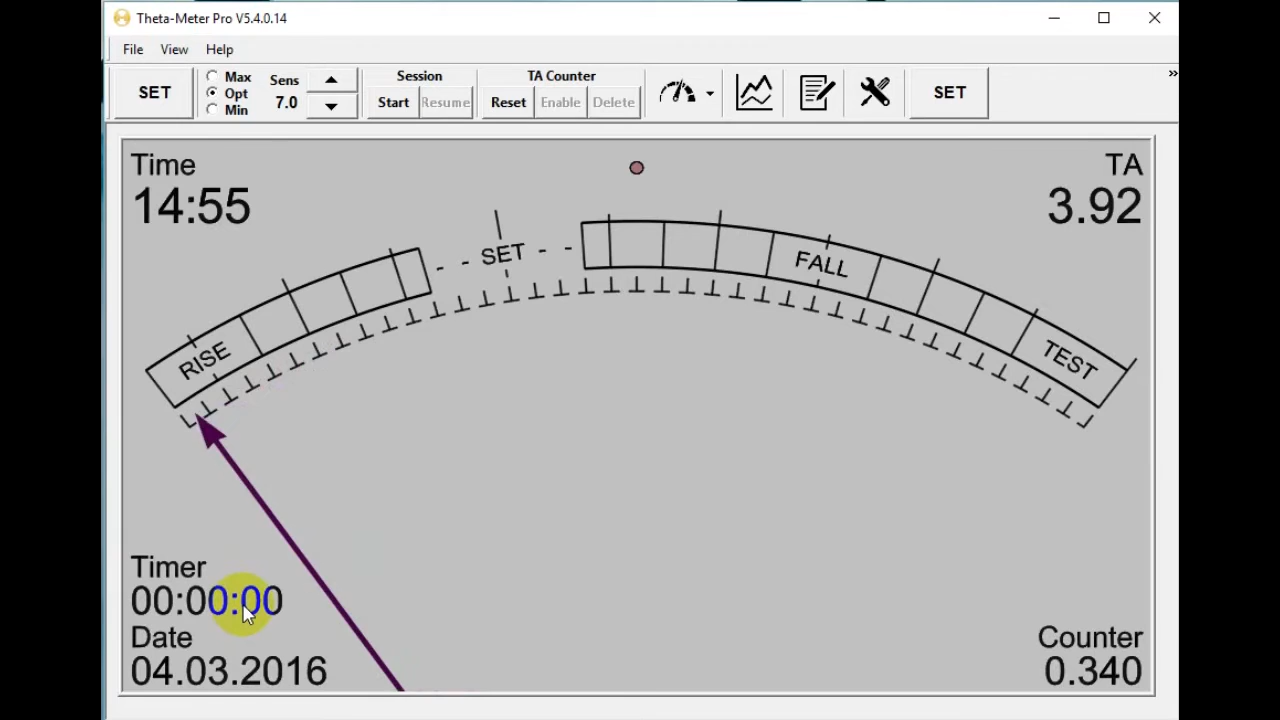 Theta-Meter Pro V5.4.0.14
File View Help
SET
Max
Opt
Min
Sens
7.0
Session
Start Resume
TA Counter
Reset Enable Delete
SET
»
Time
14:55
TA
3.92
RISE
SET
FALL
TEST
Timer
00:00:00
Date
04.03.2016
Counter
0.340